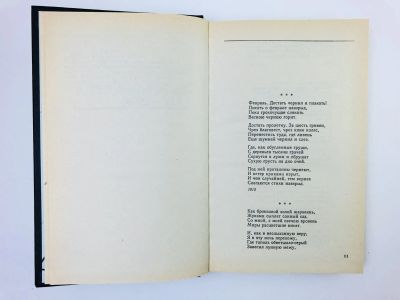 * * *
Февраль. Достать чернил и плакать!
Писать о феврале навзрыд,
Пока грохочущая слякоть
Весною черною горит.
Достать пролетку. За шесть гривен,
Чрез благовест, чрез клик колес,
Перенестись туда, где ливень
Еще шумней чернил и слез.
Где, как обугленные груши,
С деревьев тысячи грачей
Сорвутся в лужи и обрушат
Сухую грусть на дно очей.
Под ней проталины чернеют,
И ветер криками изрыт,
И чем случайней, тем вернее
Слагаются стихи навзрыд.
1912
* * *
Как бронзовой золой жаровень,
Жуками сыплет сонный сад.
Со мной, с моей свечою вровень
Миры расцветшие висят.
И, как в неслыханную веру,
Я в эту ночь перехожу,
Где тополь обветшало-серый
Завесил лунную межу,